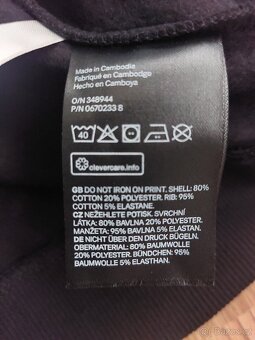 Made in Cambodia
Fabriqué en Cambodge
Hecho en Camboya
O/N 348944
P/N 0670233 8
40
clevercare.info
GB DO NOT IRON ON PRINT. SHELL: 80%
COTTON 20% POLYESTER. RIB: 95%
COTTON 5% ELASTANE.
CZ NEŽEHLETE POTISK. SVRCHNÍ
LÁTKA: 80% BAVLNA 20% POLYESTER.
MANŽETA: 95% BAVLNA 5% ELASTAN.
DE NICHT ÜBER DEN DRUCK BÜGELN.
OBERMATERIAL: 80% BAUMWOLLE
20% POLYESTER. BÜNDCHEN: 95%
BAUMWOLLE 5% ELASTHAN.